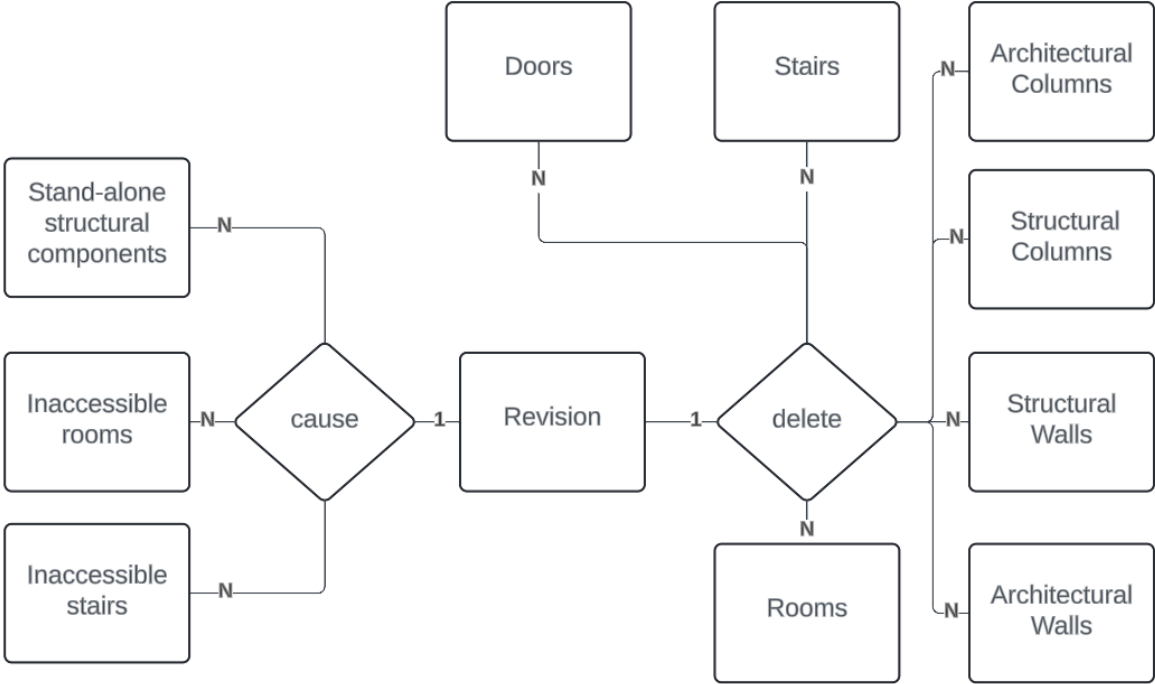 Doors
Stairs
Architectural
Columns
N
N
N
Stand-alone
structural
components
N
Structural
Columns
N
Inaccessible
rooms
N
cause
1
Revision
1
delete
N
Structural
Walls
N
Inaccessible
stairs
N
Rooms
N
Architectural
Walls